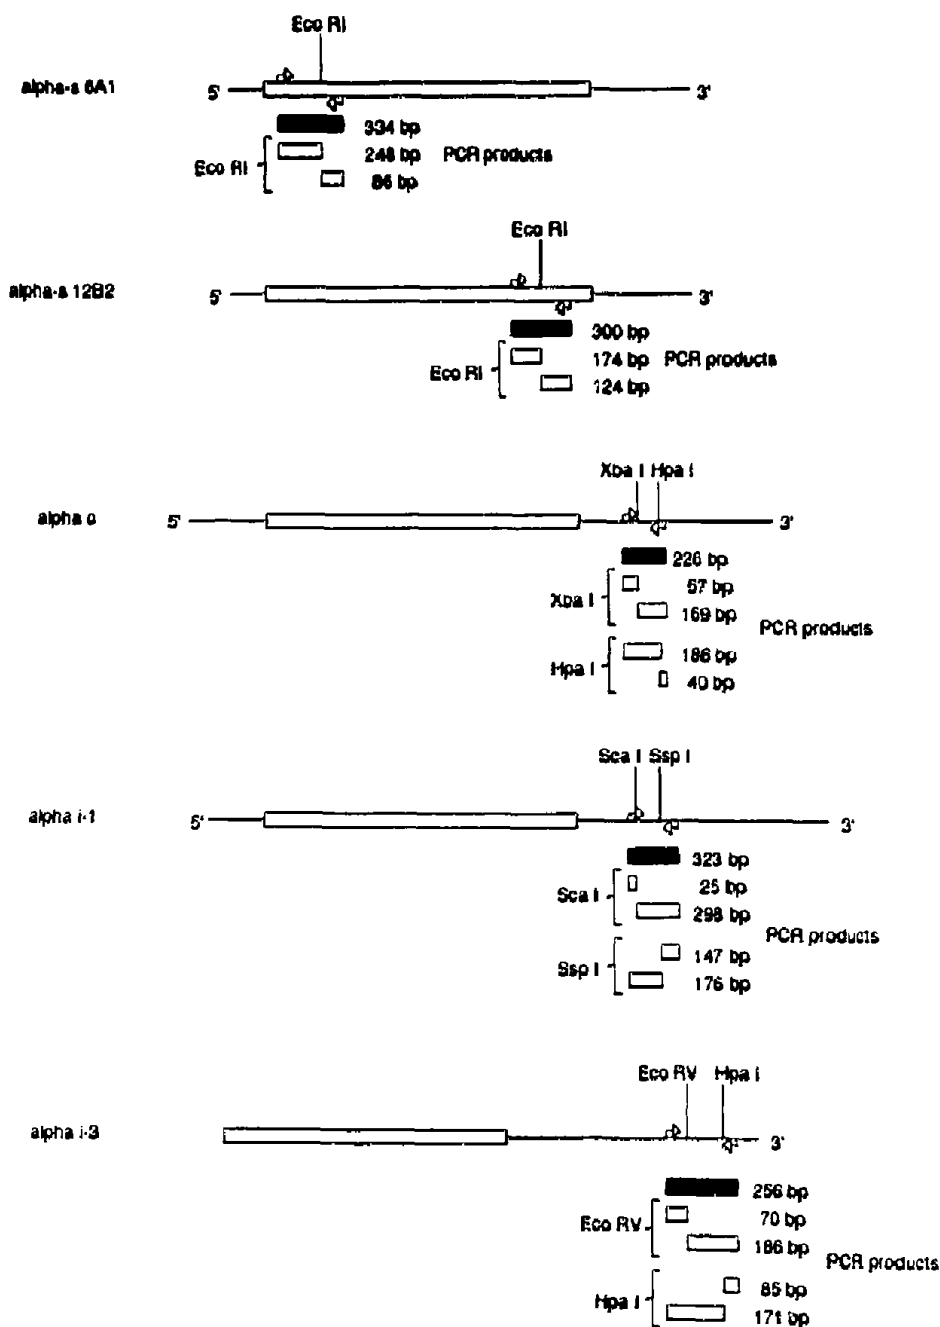 Eco RI
alpha-s 6A1
5' 3'
334 bp
248 bp PCR products
Eco RI
86 bp
Eco RI
alpha-s 12B2
5' 3'
300 bp
174 bp PCR products
Eco RI
124 bp
Xba I Hpa I
alpha o
5' 3'
226 bp
57 bp
Xba I
169 bp
PCR products
186 bp
Hpa I
40 bp
Sca I Ssp I
alpha i-1
5' 3'
323 bp
25 bp
Sca I
298 bp
PCR products
147 bp
Ssp I
176 bp
Eco RV Hpa I
alpha i-3
3'
256 bp
70 bp
Eco RV
186 bp
PCR products
85 bp
Hpa I
171 bp